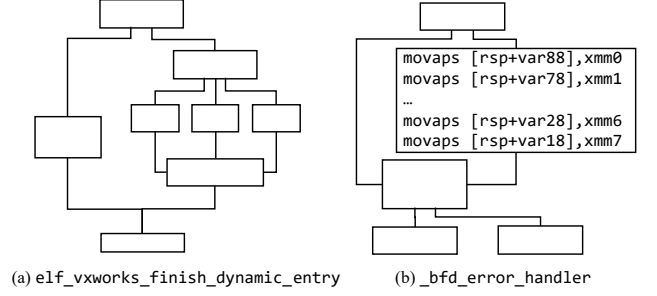 movaps [rsp+var88],xmm0
movaps [rsp+var78],xmm1
…
movaps [rsp+var28],xmm6
movaps [rsp+var18],xmm7
(a) elf_vxworks_finish_dynamic_entry
(b) _bfd_error_handler